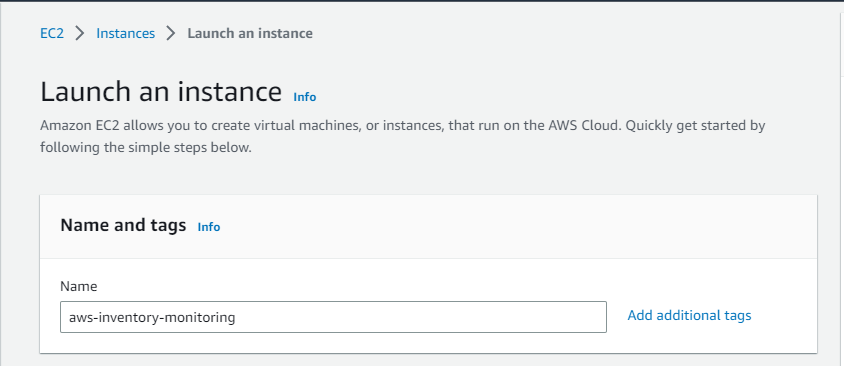 EC2 > Instances > Launch an instance
Launch an instance Info
Amazon EC2 allows you to create virtual machines, or instances, that run on the AWS Cloud. Quickly get started by
following the simple steps below.
Name and tags Info
Name
aws-inventory-monitoring Add additional tags